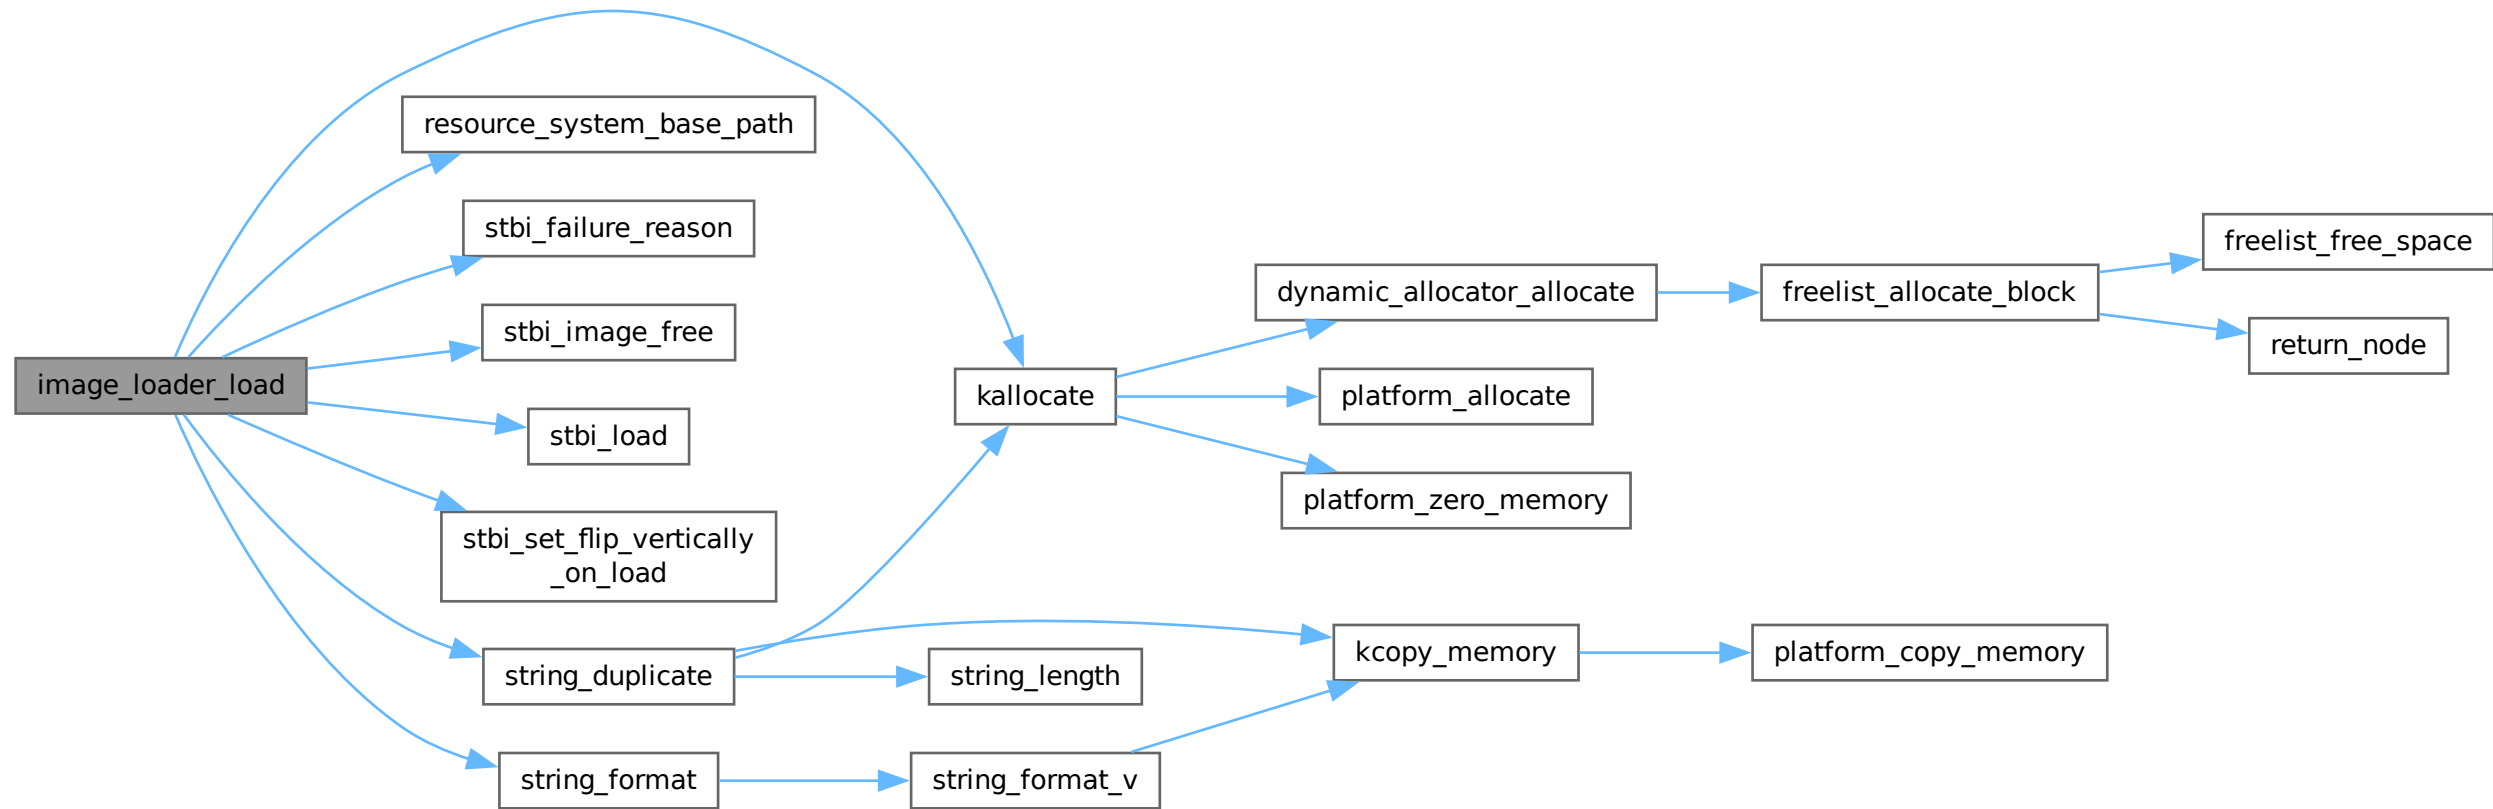 image_loader_load
resource_system_base_path
stbi_failure_reason
stbi_image_free
stbi_load
stbi_set_flip_vertically
_on_load
string_duplicate
string_format
kallocate
string_length
string_format_v
dynamic_allocator_allocate
platform_allocate
platform_zero_memory
kcopy_memory
freelist_allocate_block
platform_copy_memory
freelist_free_space
return_node